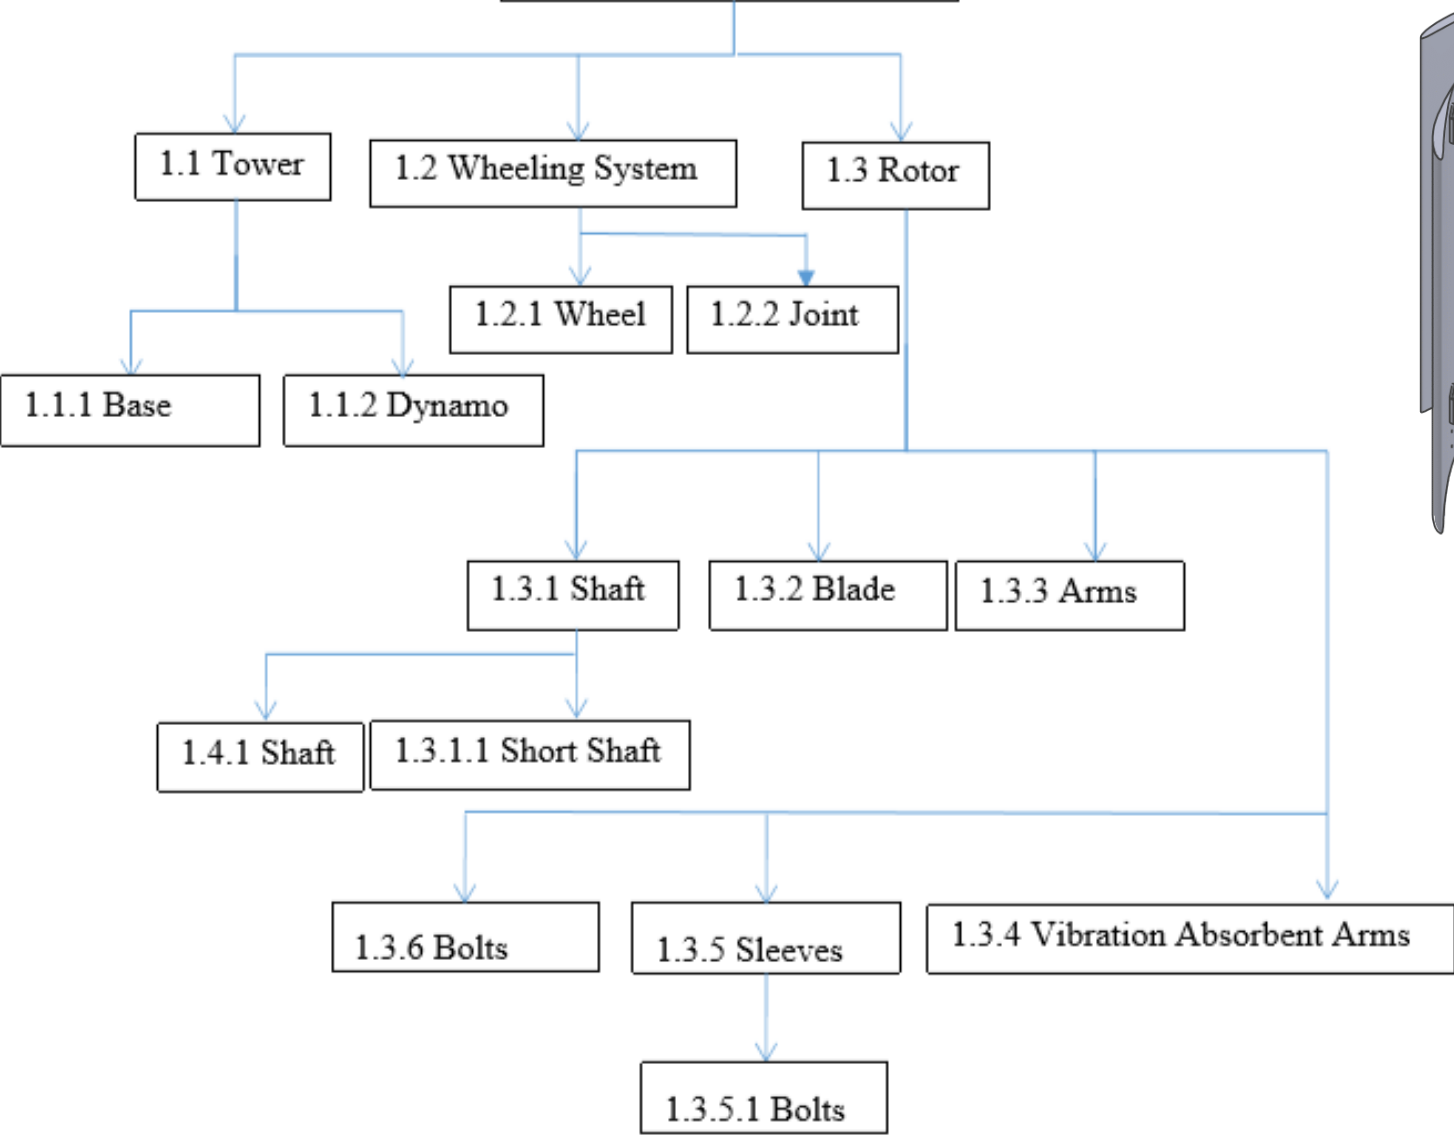 1.1 Tower
1.2 Wheeling System
1.3 Rotor
1.2.1 Wheel
1.2.2 Joint
1.1.1 Base
1.1.2 Dynamo
1.3.1 Shaft
1.3.2 Blade
1.3.3 Arms
1.4.1 Shaft
1.3.1.1 Short Shaft
1.3.6 Bolts
1.3.5 Sleeves
1.3.4 Vibration Absorbent Arms
1.3.5.1 Bolts